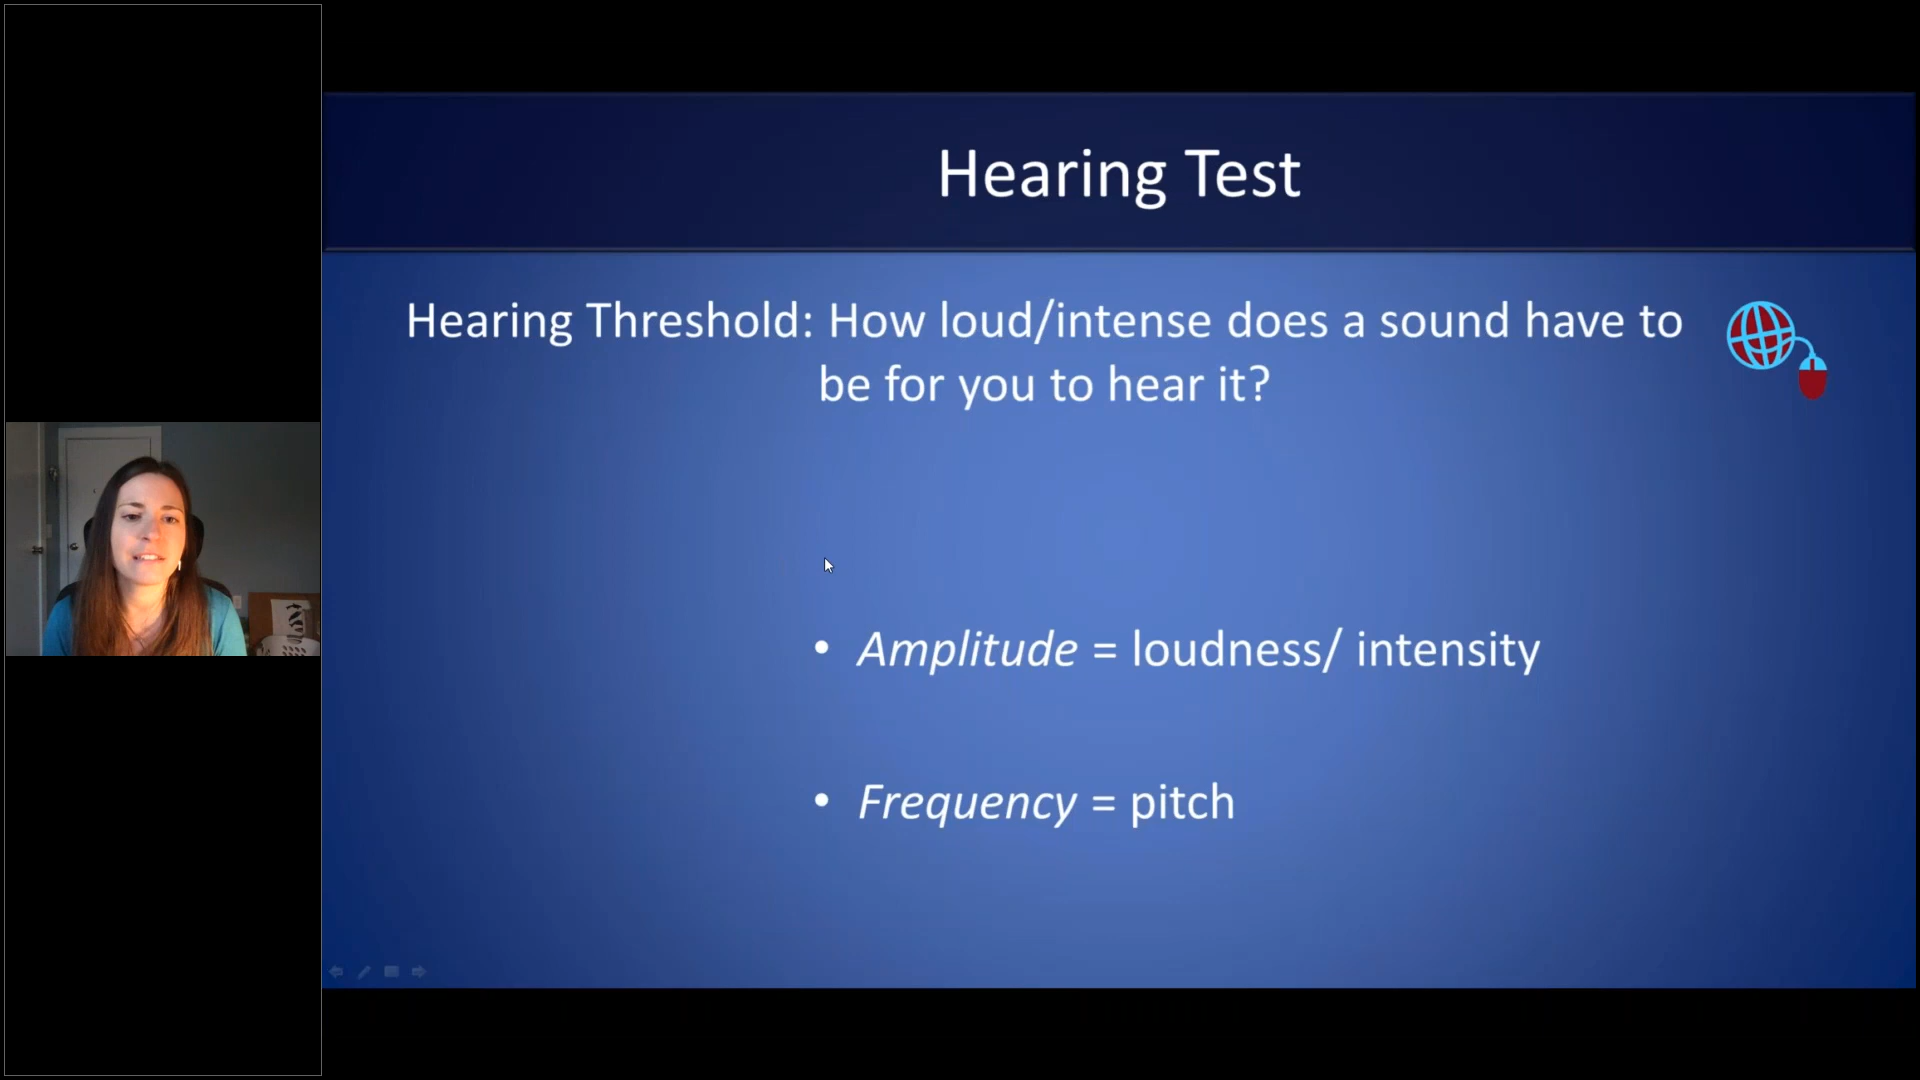 Hearing Test
Hearing Threshold: How loud/intense does a sound have to
be for you to hear it?
• Amplitude = loudness/ intensity
• Frequency = pitch